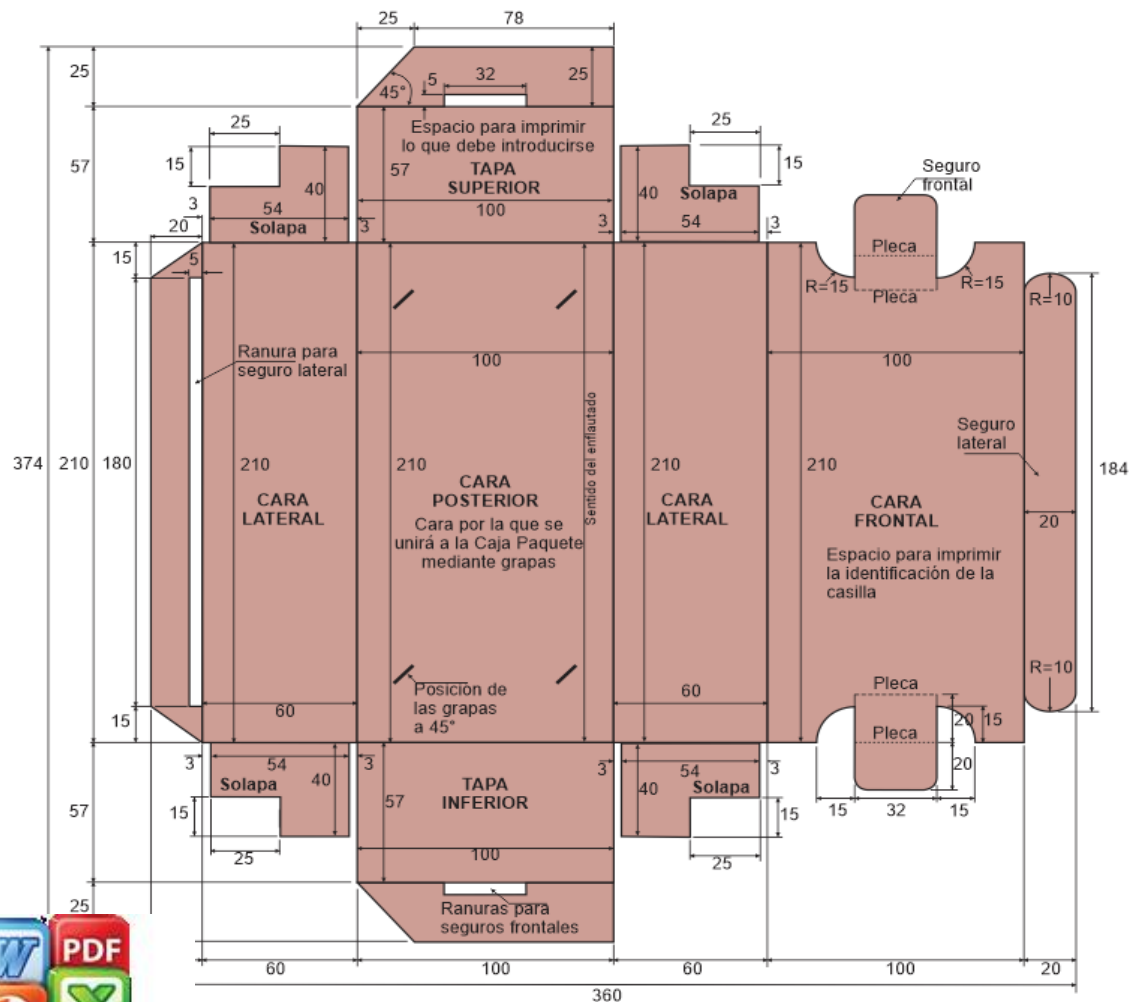 25
78
25
5
32
25
45°
Espacio para imprimir
lo que debe introducirse
57
57
TAPA
SUPERIOR
100
25
15
40
3
54
Solapa
20
3
25
15
40
Solapa
54
3
3
Seguro
frontal
Pleca
Pleca
R=15
R=15
R=10
15
5
Ranura para
seguro lateral
100
100
374
210
180
210
CARA
LATERAL
210
CARA
POSTERIOR
Cara por la que se
unirá a la Caja Paquete
mediante grapas
Sentido del enflautado
210
CARA
LATERAL
210
CARA
FRONTAL
Espacio para imprimir
la identificación de la
casilla
Seguro
lateral
20
184
R=10
Posición de
las grapas
a 45°
60
60
15
Pleca
Pleca
20
15
20
15
32
15
3
54
3
Solapa
40
15
25
57
57
TAPA
INFERIOR
100
3
54
3
40
Solapa
15
25
25
Ranuras para
seguros frontales
W
PDF
X
60
100
60
100
20
360